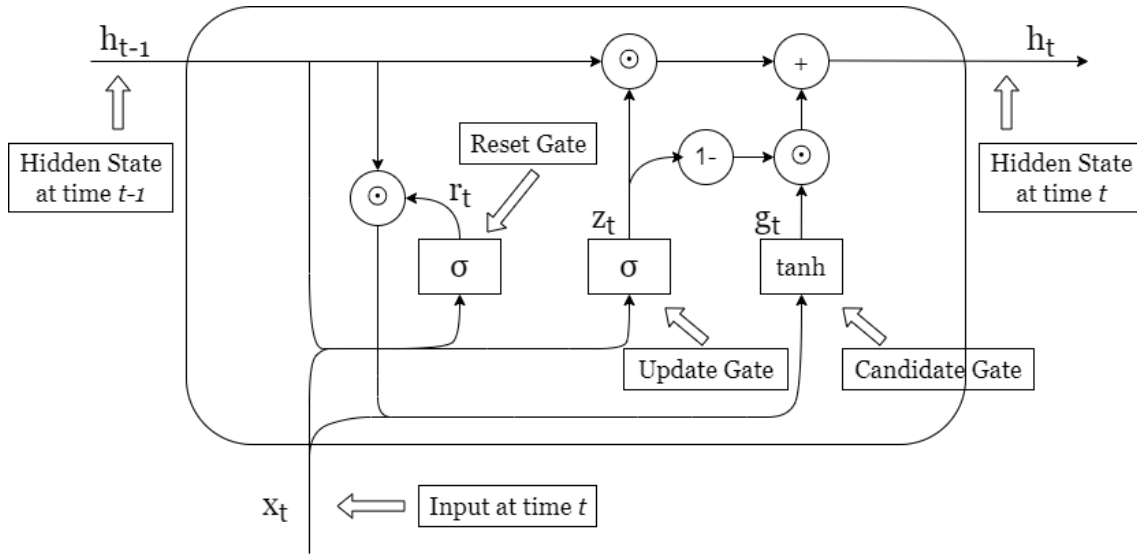 h_{t-1}
h_t
⊙
+
Reset Gate
Hidden State
at time t-1
Hidden State
at time t
1-
⊙
⊙
r_t
z_t
g_t
σ
σ
tanh
Update Gate
Candidate Gate
x_t
Input at time t